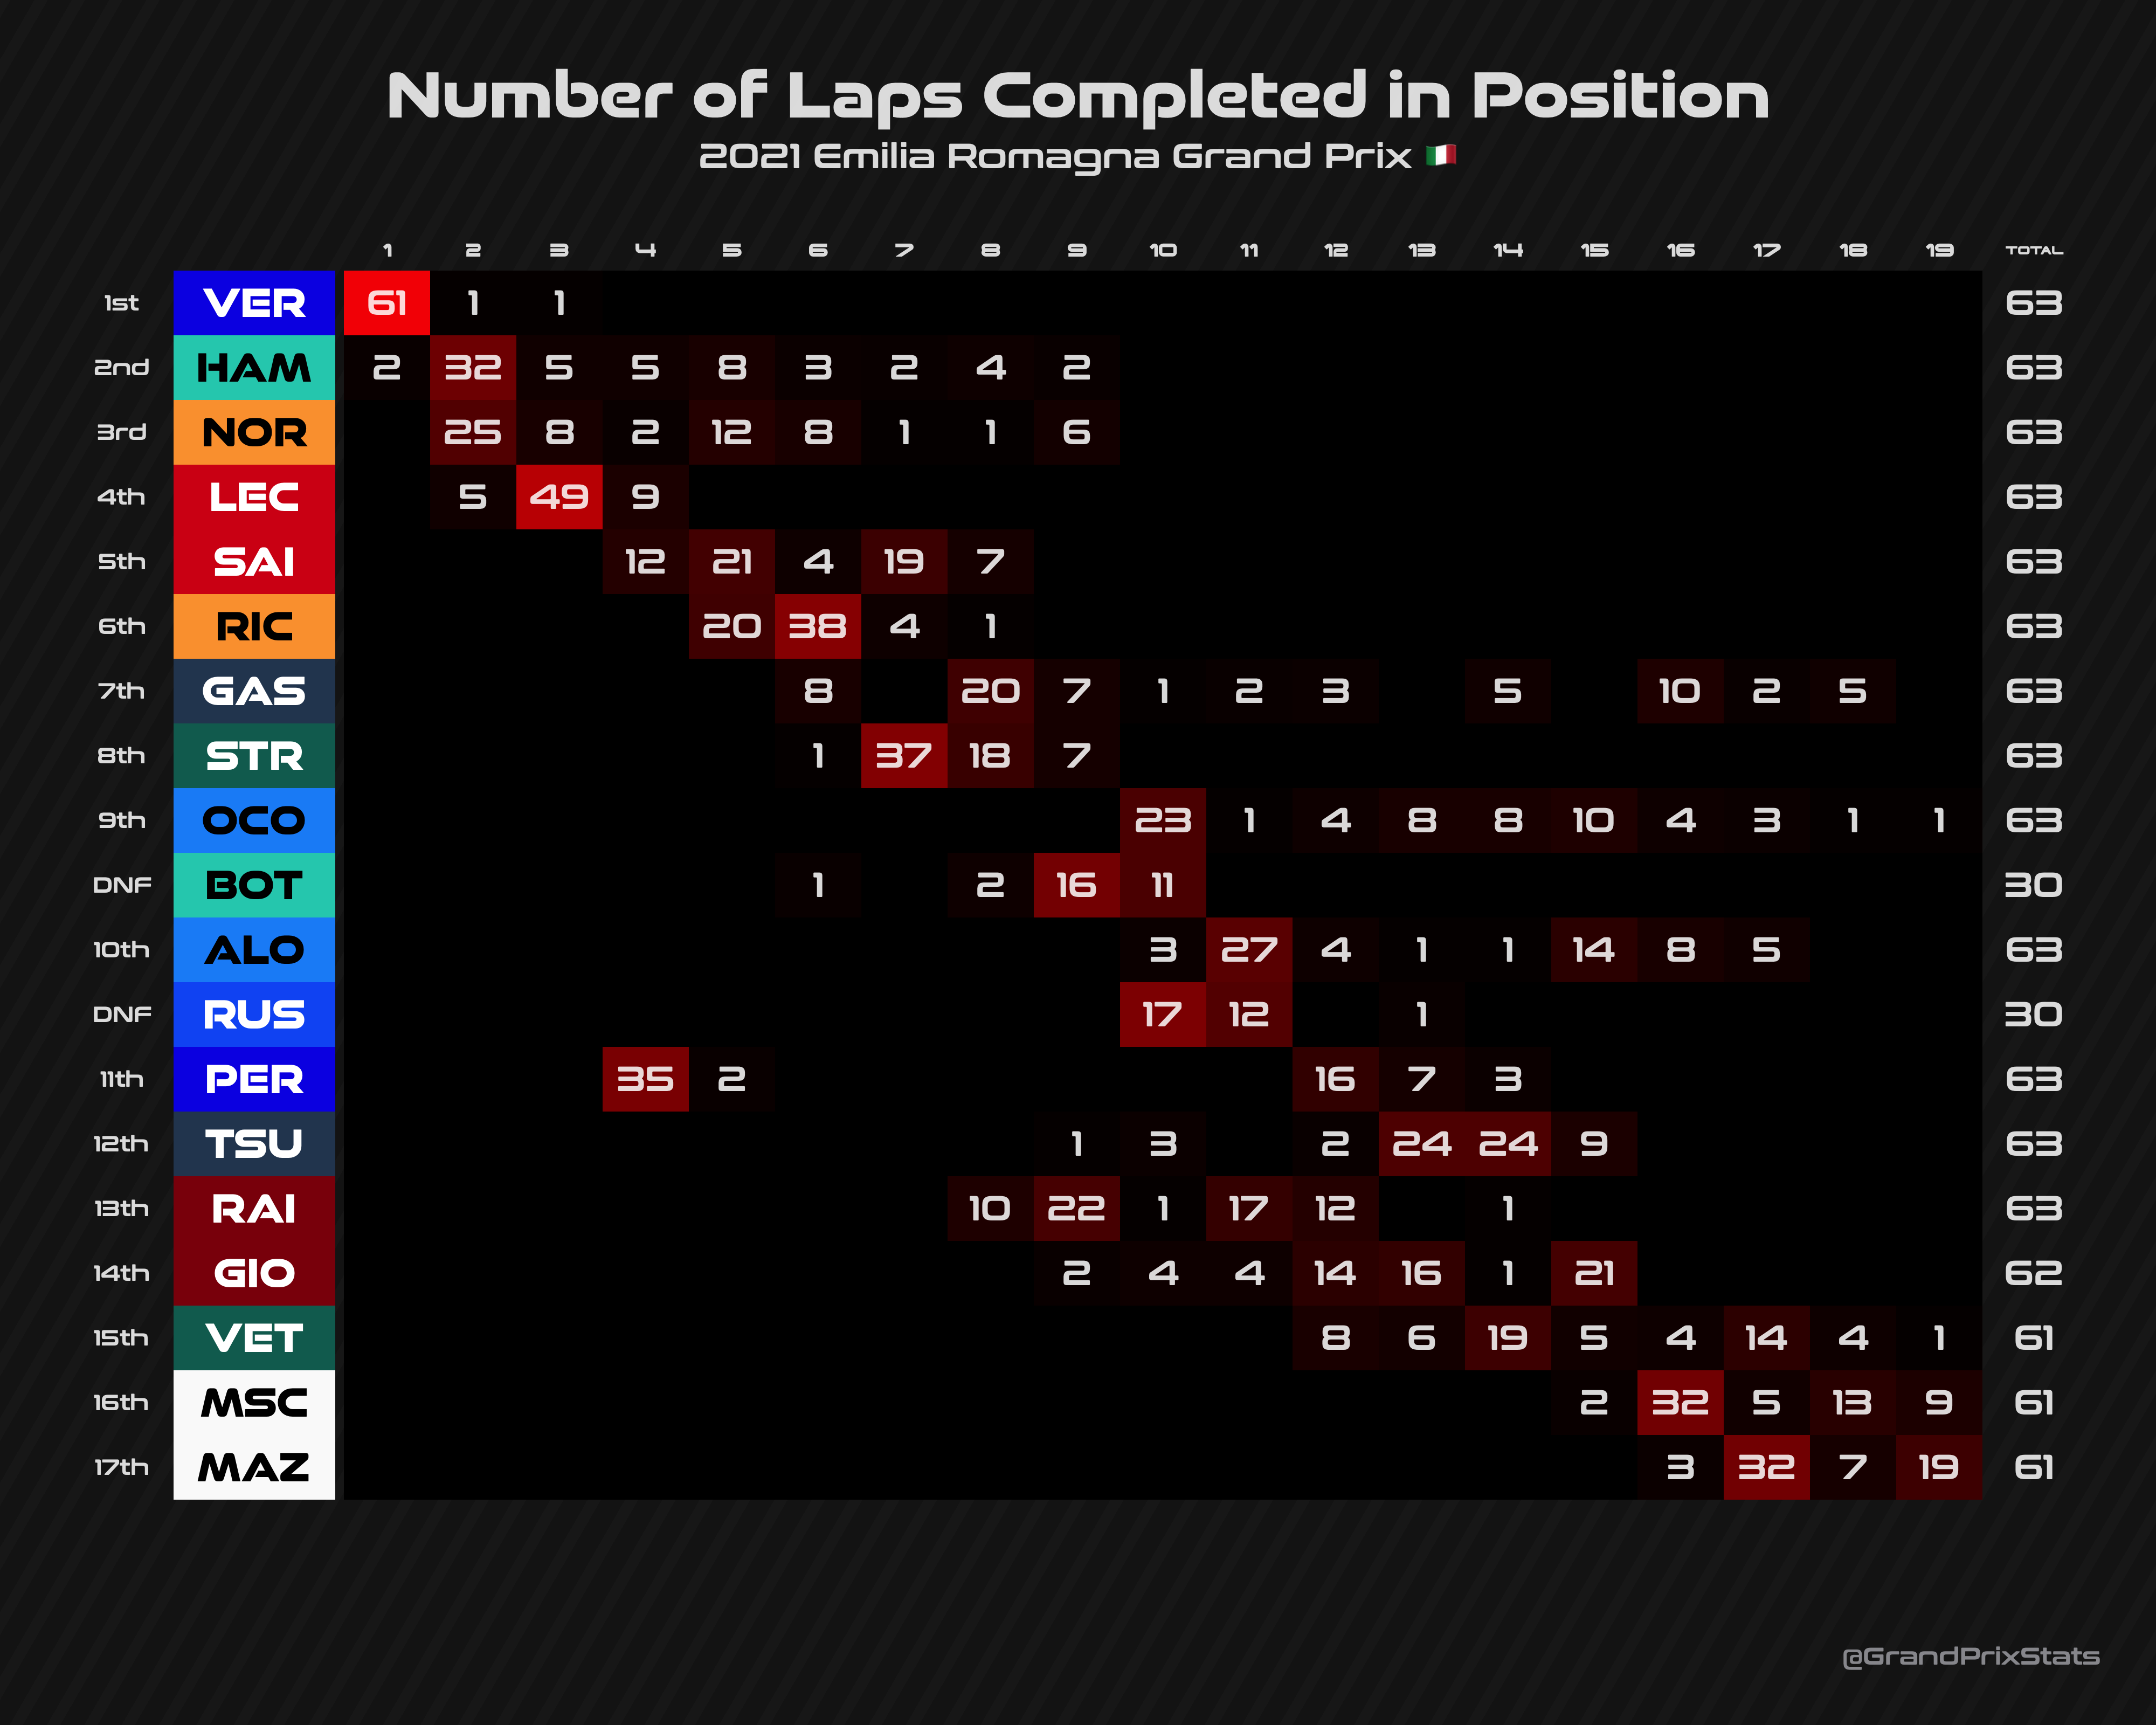 Number of Laps Completed in Position
2021 Emilia Romagna Grand Prix 🇮🇹
1 2 3 4 5 6 7 8 9 10 11 12 13 14 15 16 17 18 19 TOTAL
1st VER 61 1 1 63
2nd HAM 2 32 5 5 8 3 2 4 2 63
3rd NOR 25 8 2 12 8 1 1 6 63
4th LEC 5 49 9 63
5th SAI 12 21 4 19 7 63
6th RIC 20 38 4 1 63
7th GAS 8 20 7 1 2 3 5 10 2 5 63
8th STR 1 37 18 7 63
9th OCO 23 1 4 8 8 10 4 3 1 1 63
DNF BOT 1 2 16 11 30
10th ALO 3 27 4 1 1 14 8 5 63
DNF RUS 17 12 1 30
11th PER 35 2 16 7 3 63
12th TSU 1 3 2 24 24 9 63
13th RAI 10 22 1 17 12 1 63
14th GIO 2 4 4 14 16 1 21 62
15th VET 8 6 19 5 4 14 4 1 61
16th MSC 2 32 5 13 9 61
17th MAZ 3 32 7 19 61
@GrandPrixStats